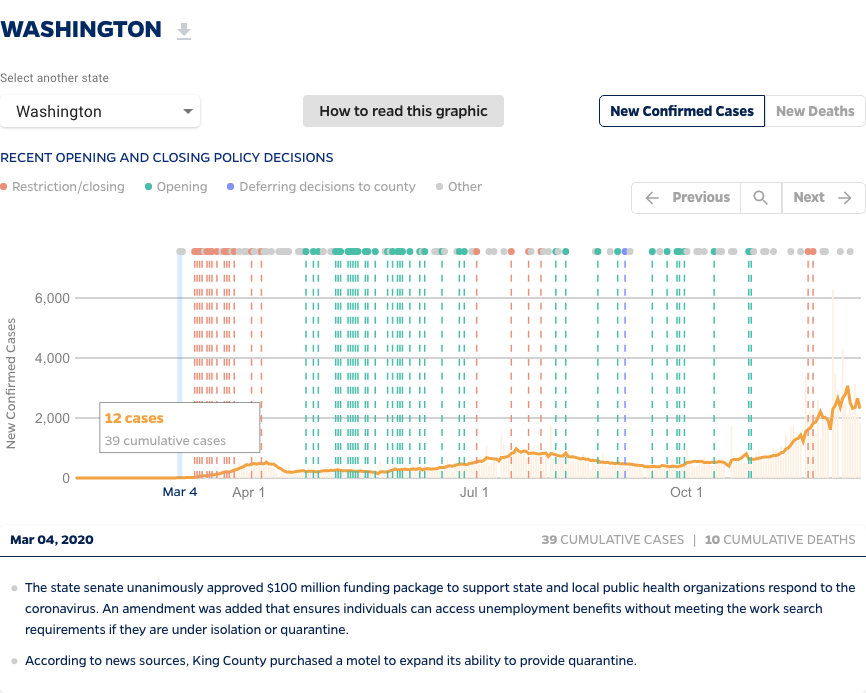 WASHINGTON
Select another state
Washington
How to read this graphic
New Confirmed Cases
New Deaths
RECENT OPENING AND CLOSING POLICY DECISIONS
Restriction/closing
Opening
Deferring decisions to county
Other
Previous
Next
New Confirmed Cases
6,000
4,000
2,000
0
12 cases
39 cumulative cases
Mar 4
Apr 1
Jul 1
Oct 1
Mar 04, 2020
39 CUMULATIVE CASES | 10 CUMULATIVE DEATHS
The state senate unanimously approved $100 million funding package to support state and local public health organizations respond to the
coronavirus. An amendment was added that ensures individuals can access unemployment benefits without meeting the work search
requirements if they are under isolation or quarantine.
According to news sources, King County purchased a motel to expand its ability to provide quarantine.